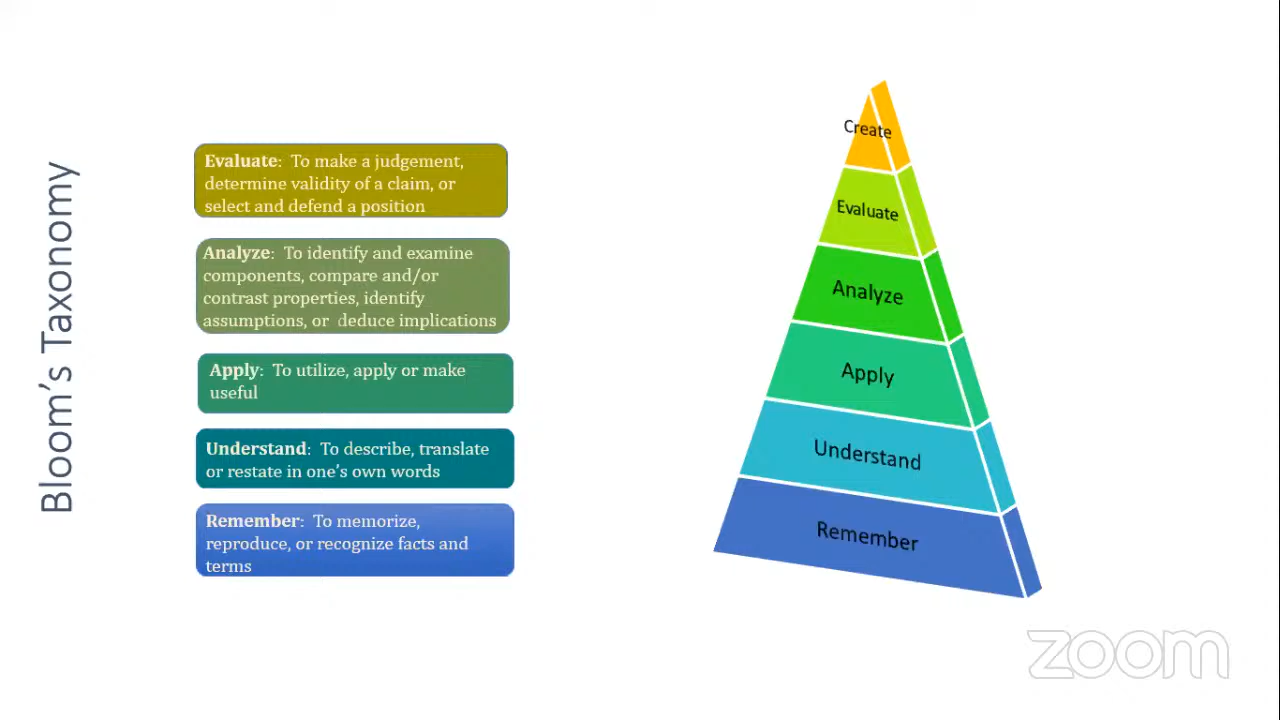 Bloom's Taxonomy
Evaluate:  To make a judgement,
determine validity of a claim, or
select and defend a position
Analyze:  To identify and examine
components, compare and/or
contrast properties, identify
assumptions, or  deduce implications
Apply:  To utilize, apply or make
useful
Understand:  To describe, translate
or restate in one's own words
Remember:  To memorize,
reproduce, or recognize facts and
terms
Create
Evaluate
Analyze
Apply
Understand
Remember
zoom